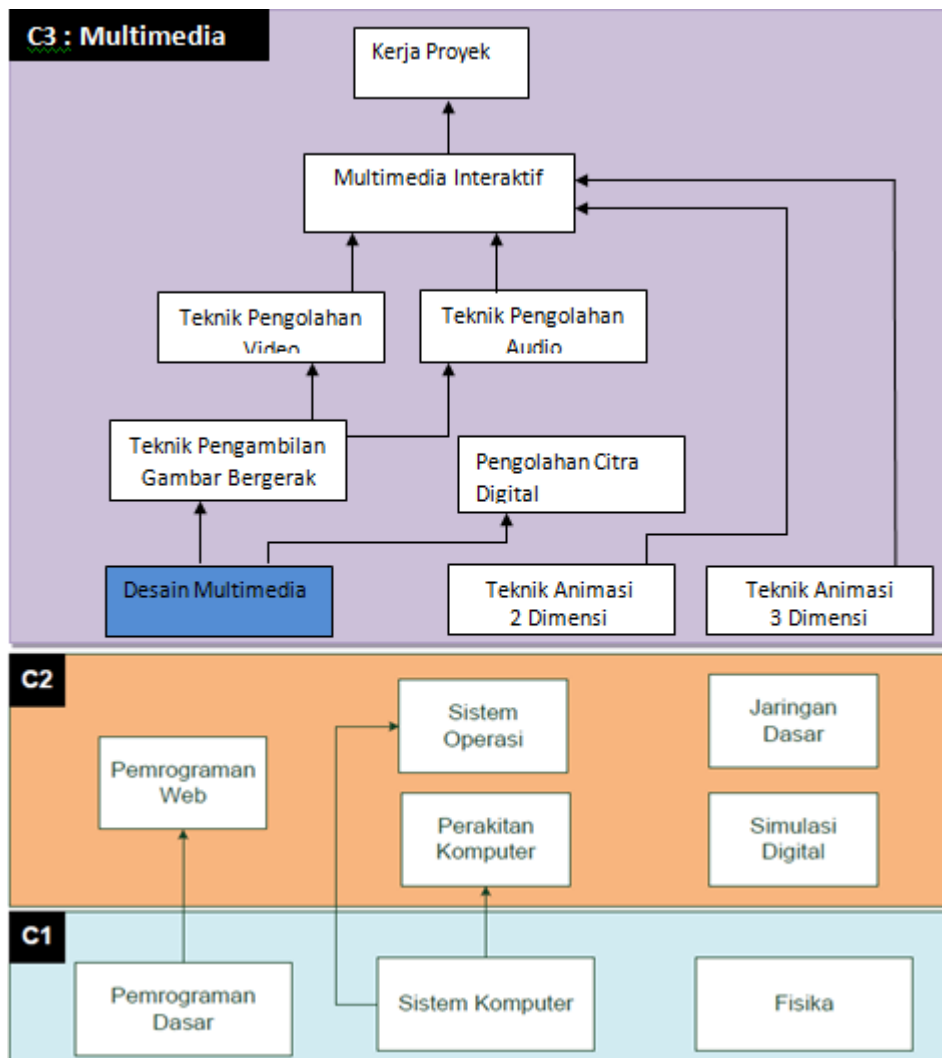 C3 : Multimedia
Kerja Proyek
Multimedia Interaktif
Teknik Pengolahan
Video
Teknik Pengolahan
Audio
Teknik Pengambilan
Gambar Bergerak
Pengolahan Citra
Digital
Desain Multimedia
Teknik Animasi
2 Dimensi
Teknik Animasi
3 Dimensi
C2
Sistem
Operasi
Jaringan
Dasar
Pemrograman
Web
Perakitan
Komputer
Simulasi
Digital
C1
Pemrograman
Dasar
Sistem Komputer
Fisika